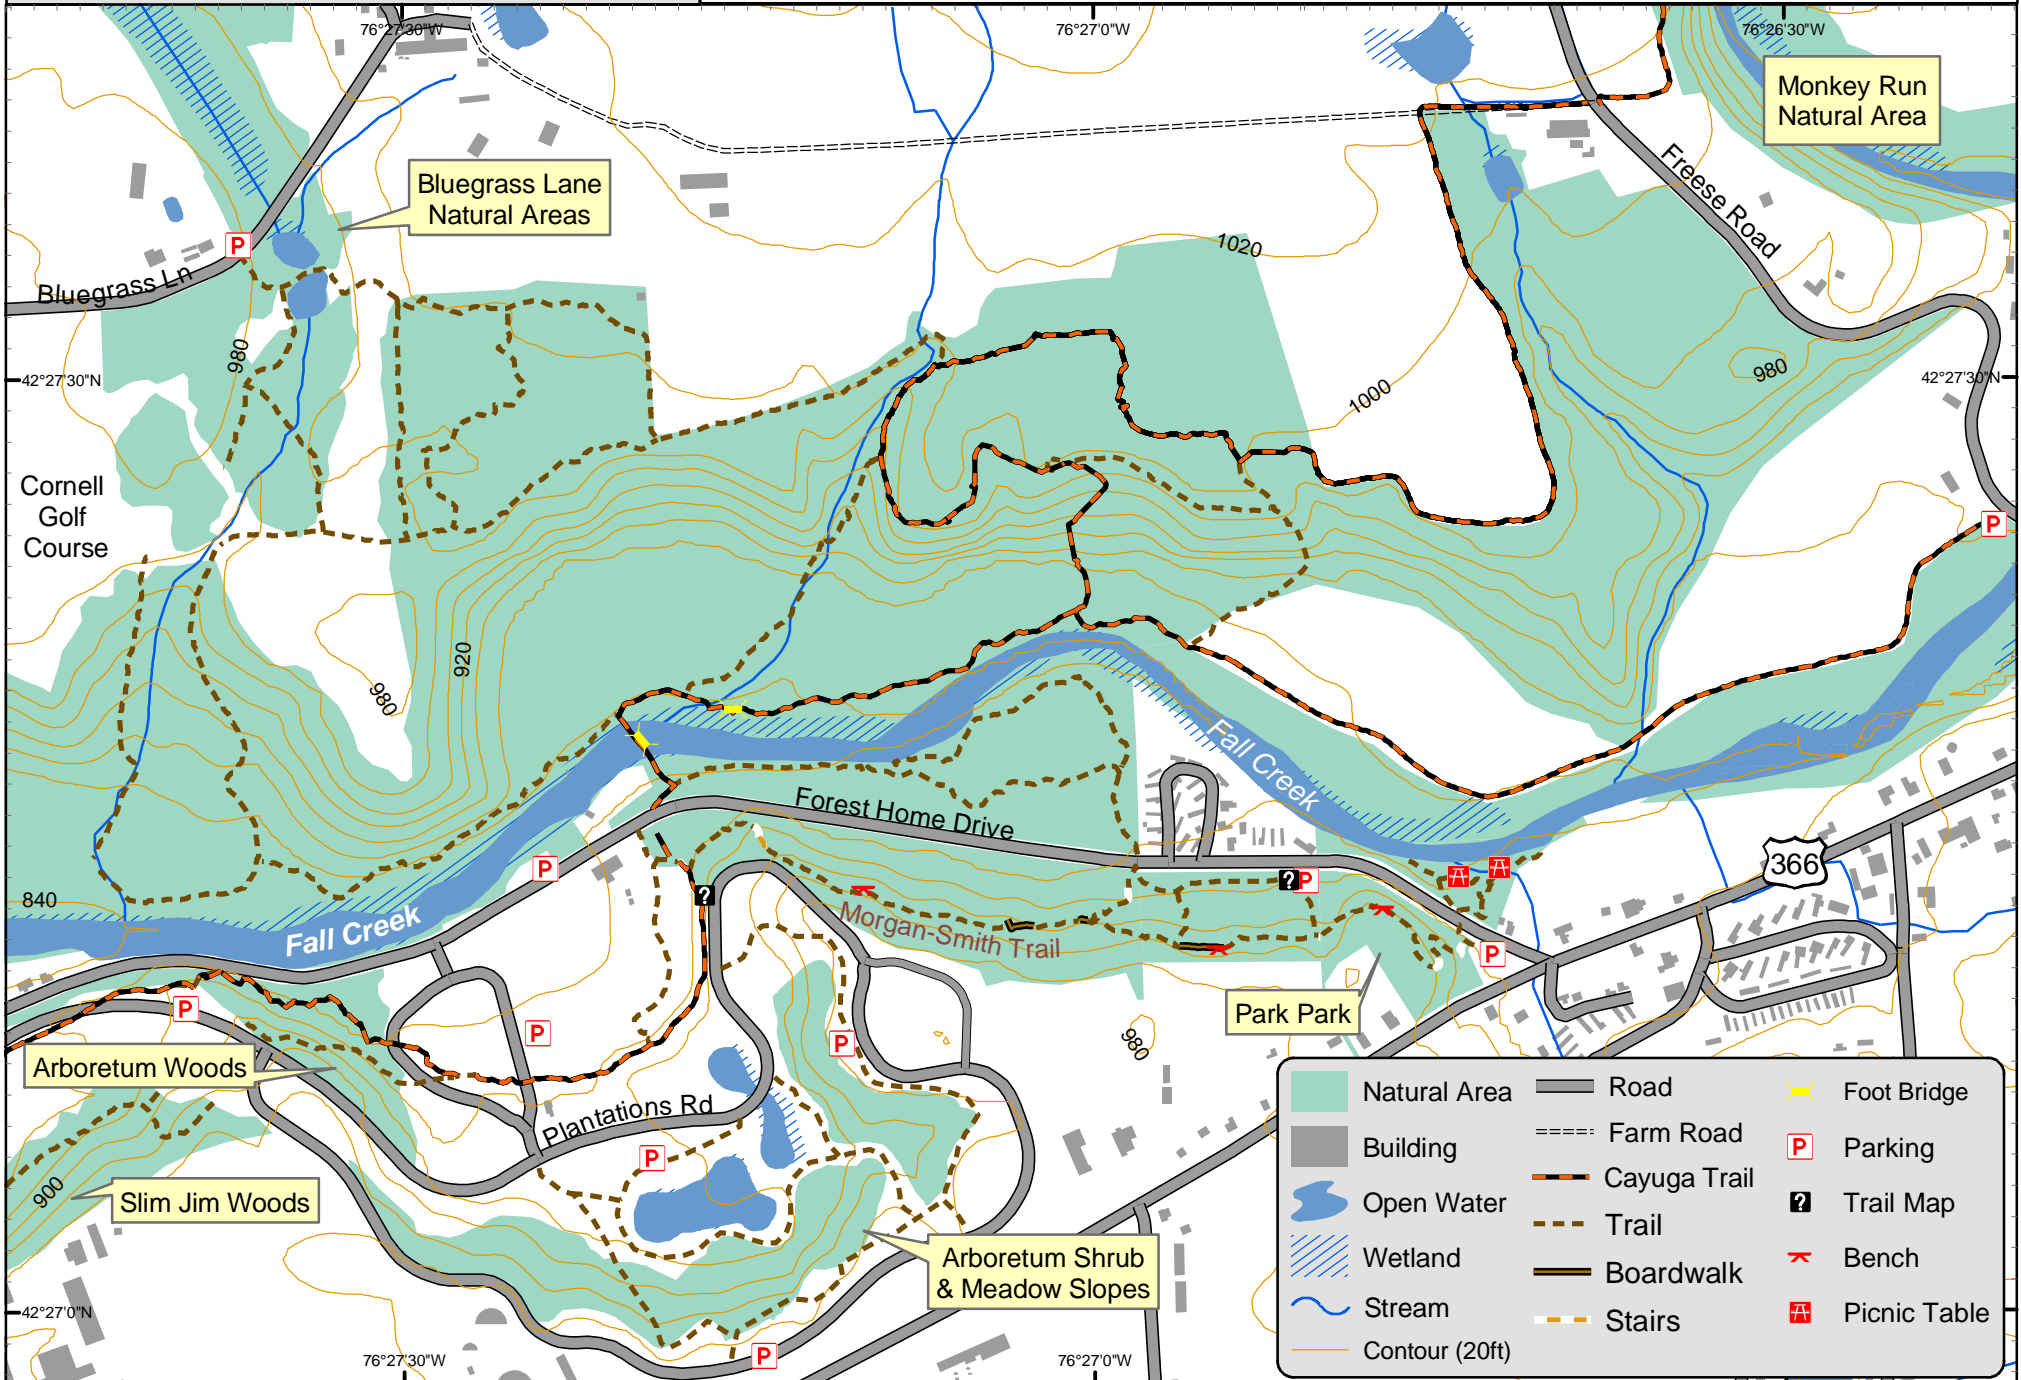 76°27'30"W
76°27'0"W
76°26'30"W
Monkey Run
Natural Area
Bluegrass Lane
Natural Areas
Freese Road
P
1020
Bluegrass Ln
980
42°27'30"N
980
42°27'30"N
1000
Cornell
Golf
Course
P
920
980
Fall Creek
Forest Home Drive
366
P
?
P
?
840
Fall Creek
Morgan-Smith Trail
P
P
Park Park
P
P
980
P
Arboretum Woods
Plantations Rd
P
900
Slim Jim Woods
Arboretum Shrub
& Meadow Slopes
42°27'0"N
P
76°27'30"W
76°27'0"W
Natural Area
Building
Open Water
Wetland
Stream
Contour (20ft)
Road
Farm Road
Cayuga Trail
Trail
Boardwalk
Stairs
Foot Bridge
P
Parking
?
Trail Map
Bench
Picnic Table